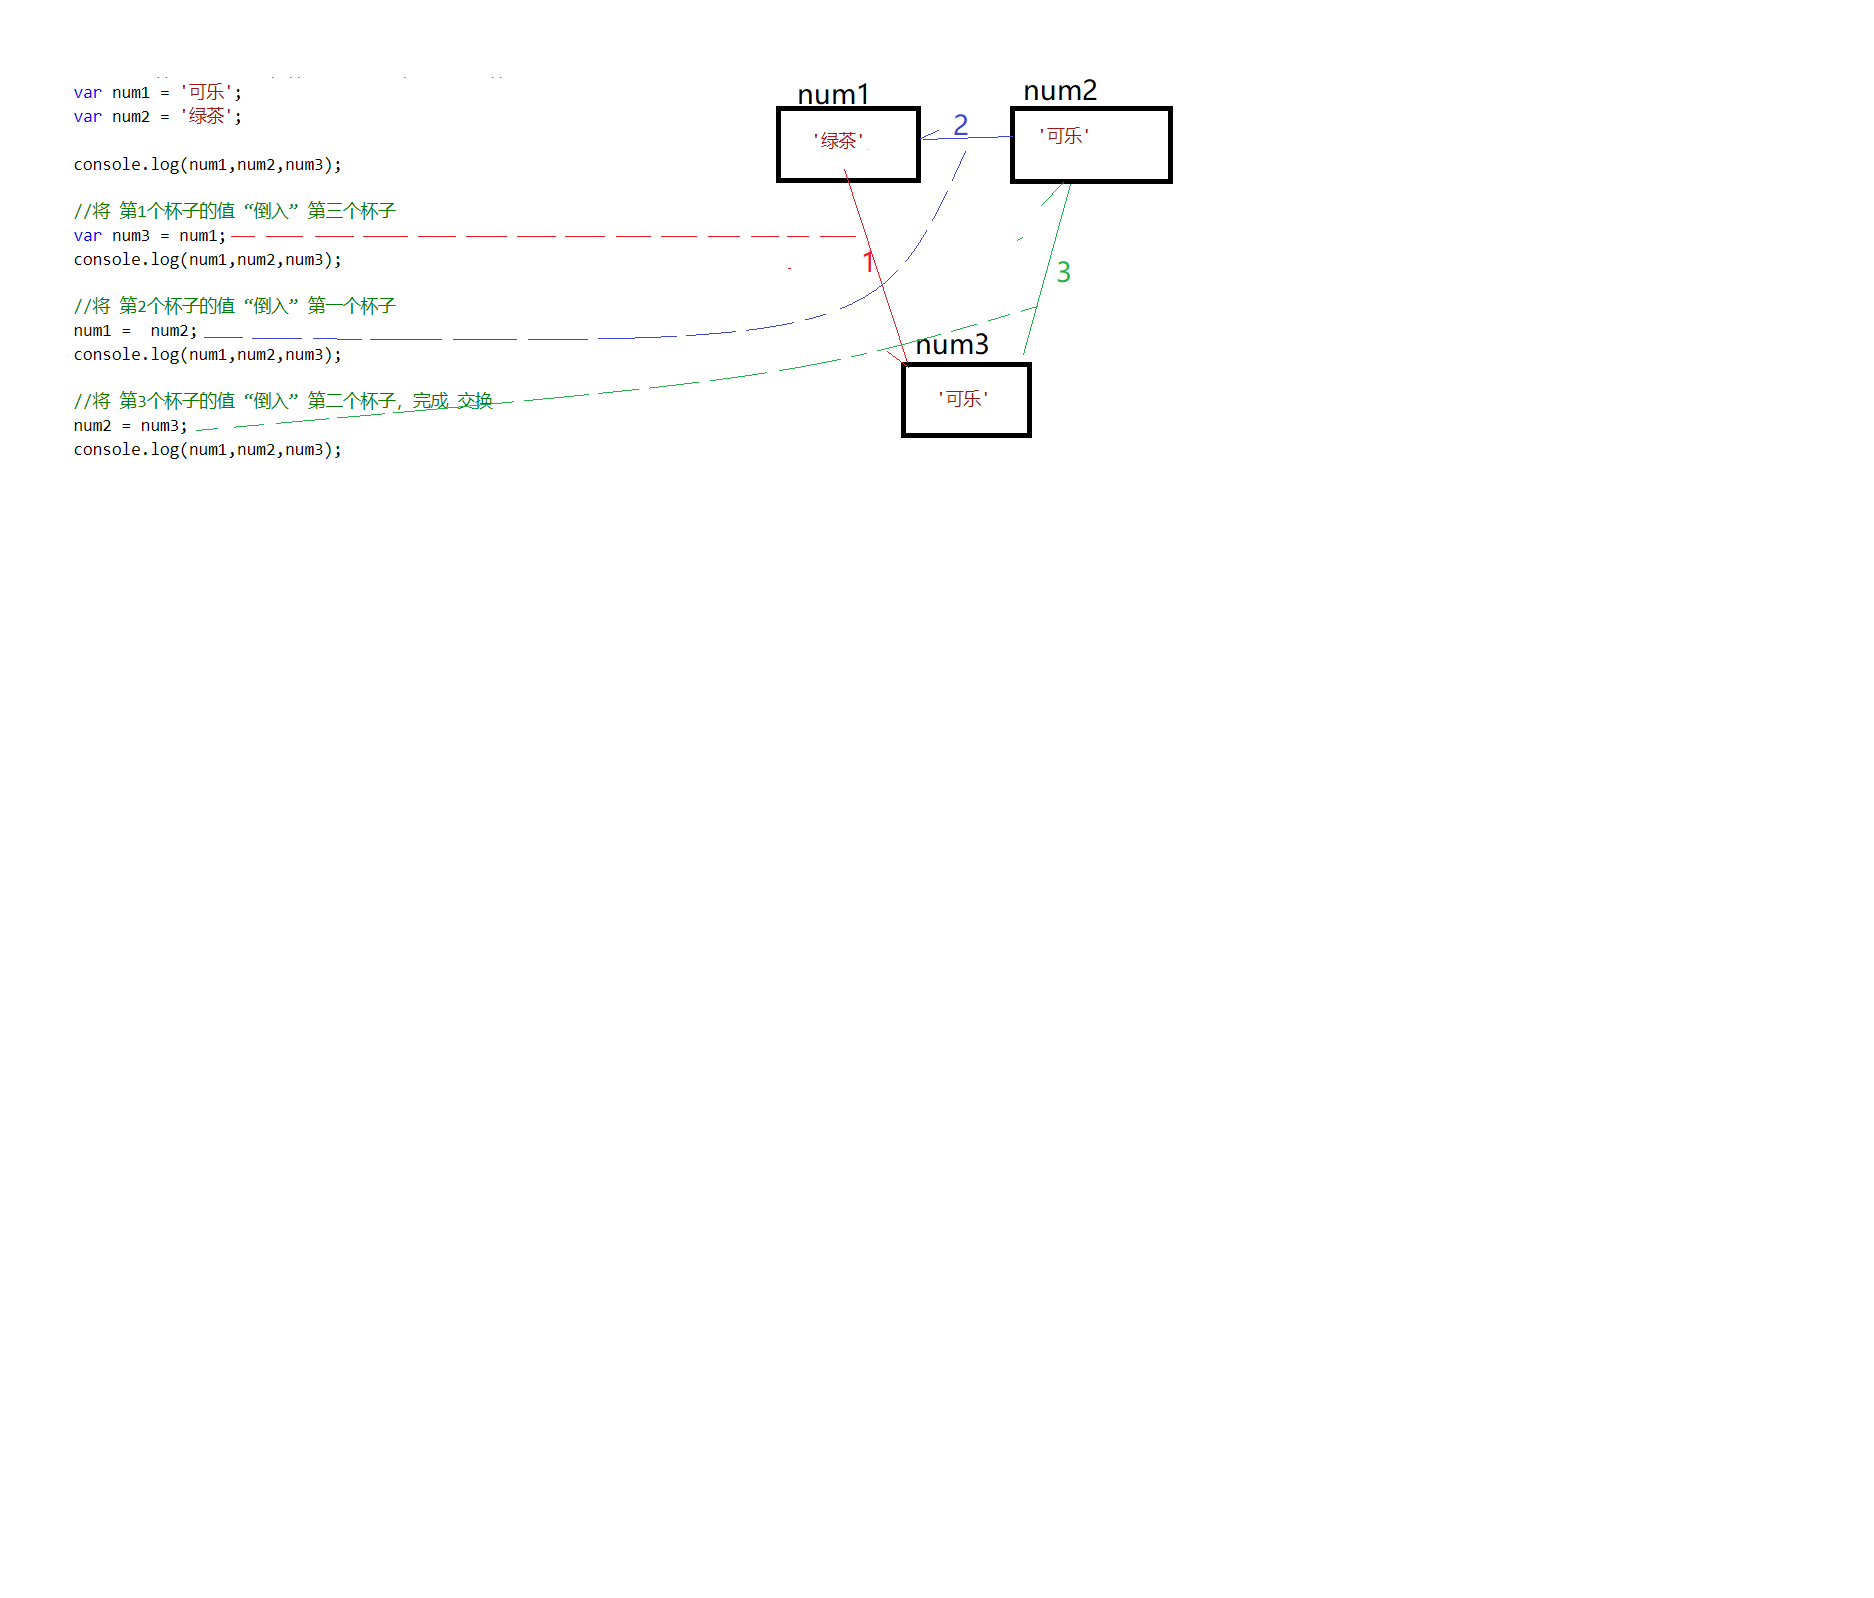 var num1 = '可乐';
var num2 = '绿茶';
console.log(num1,num2,num3);
//将 第1个杯子的值 “倒入” 第三个杯子
var num3 = num1;
console.log(num1,num2,num3);
//将 第2个杯子的值 “倒入” 第一个杯子
num1 =  num2;
console.log(num1,num2,num3);
//将 第3个杯子的值 “倒入” 第二个杯子，完成 交换
num2 = num3;
console.log(num1,num2,num3);
num1
'绿茶'
2
num2
'可乐'
1
3
num3
'可乐'